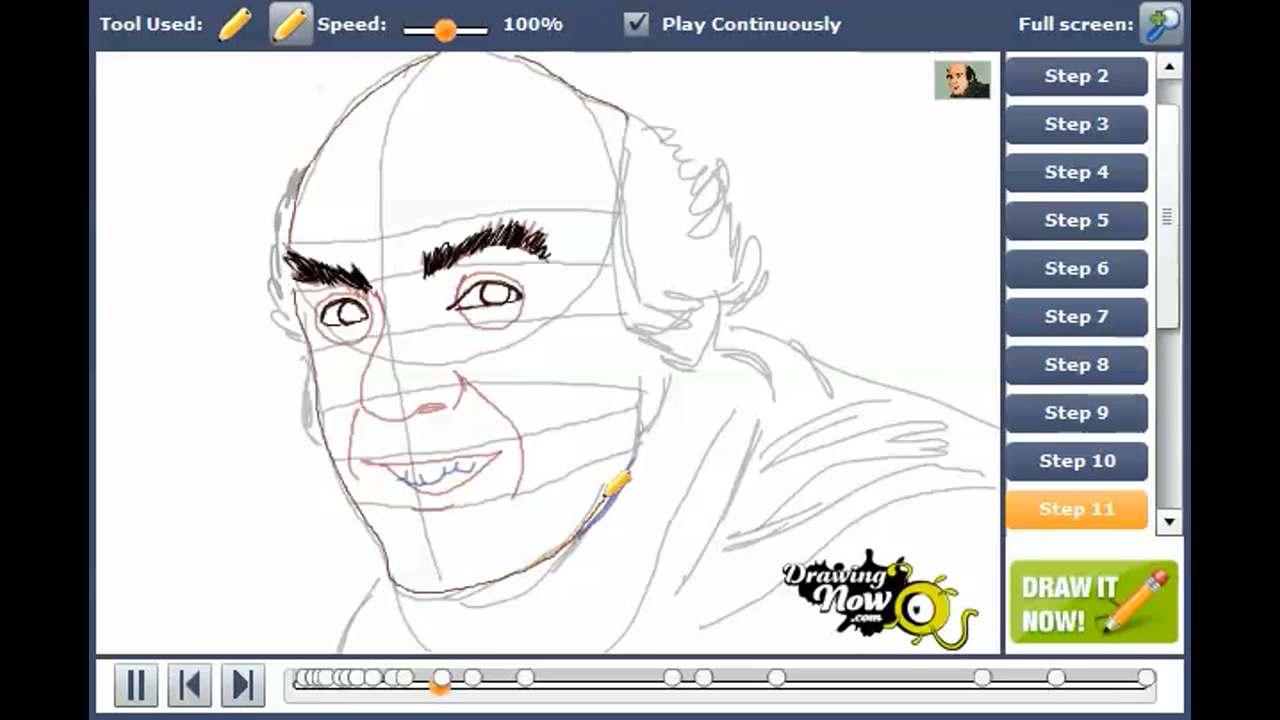 Tool Used: Speed: 100% Play Continuously Full screen:
Step 2
Step 3
Step 4
Step 5
Step 6
Step 7
Step 8
Step 9
Step 10
Step 11
Drawing
Now
.com
DRAW IT
NOW!